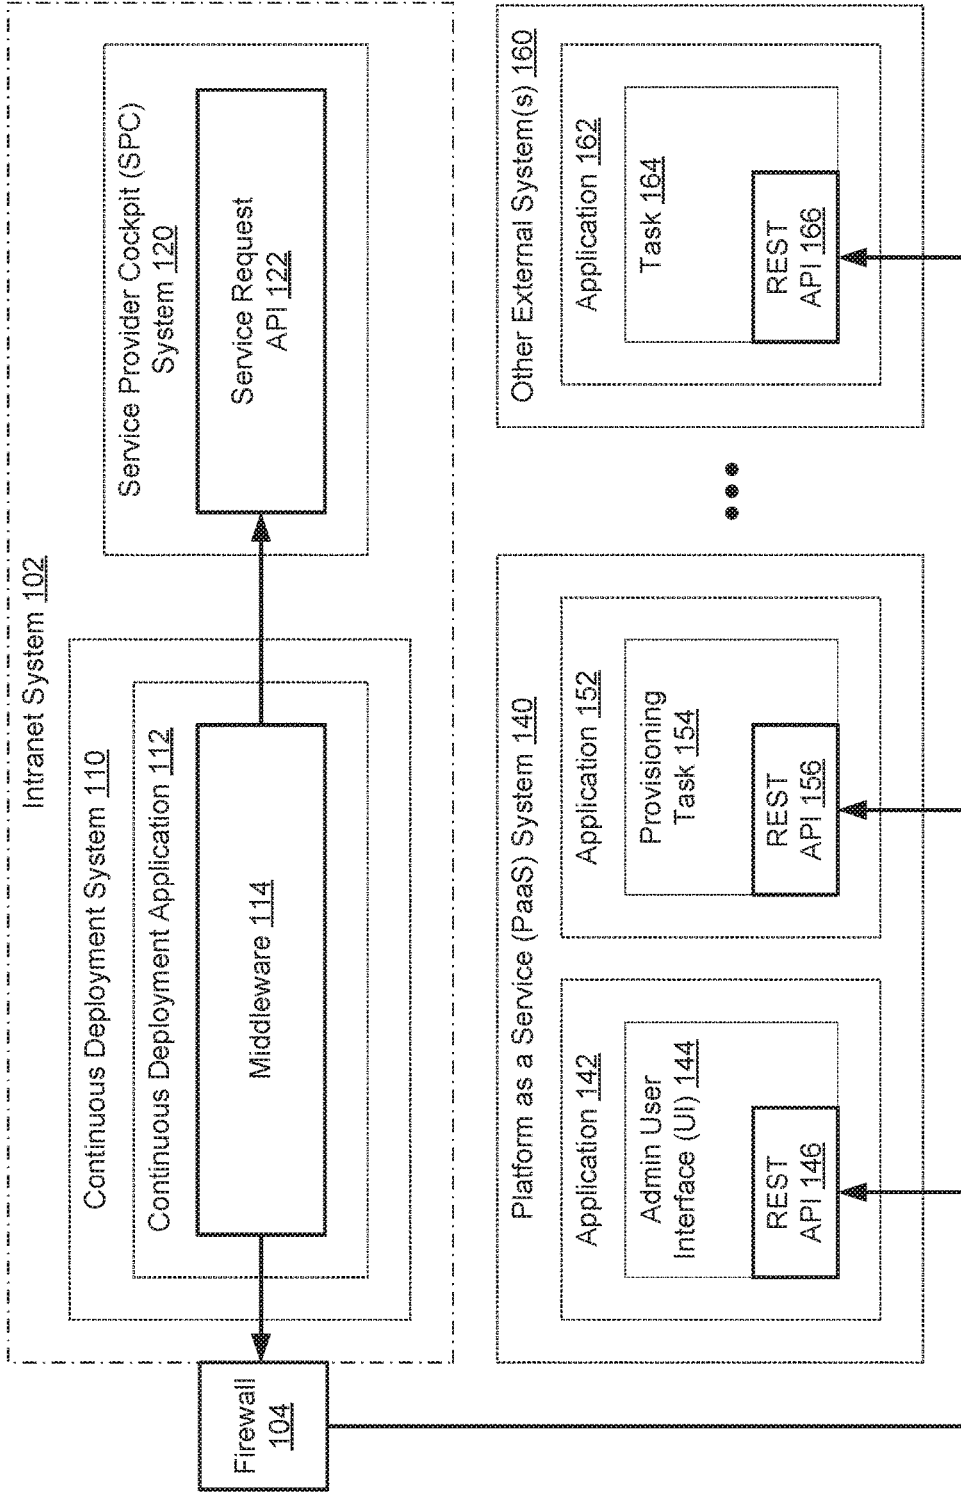 Intranet System 102
Continuous Deployment System 110
Continuous Deployment Application 112
Middleware 114
Service Provider Cockpit (SPC)
System 120
Service Request
API 122
Firewall
104
Platform as a Service (PaaS) System 140
Application 142
Admin User
Interface (UI) 144
REST
API 146
Application 152
Provisioning
Task 154
REST
API 156
Other External System(s) 160
Application 162
Task 164
REST
API 166